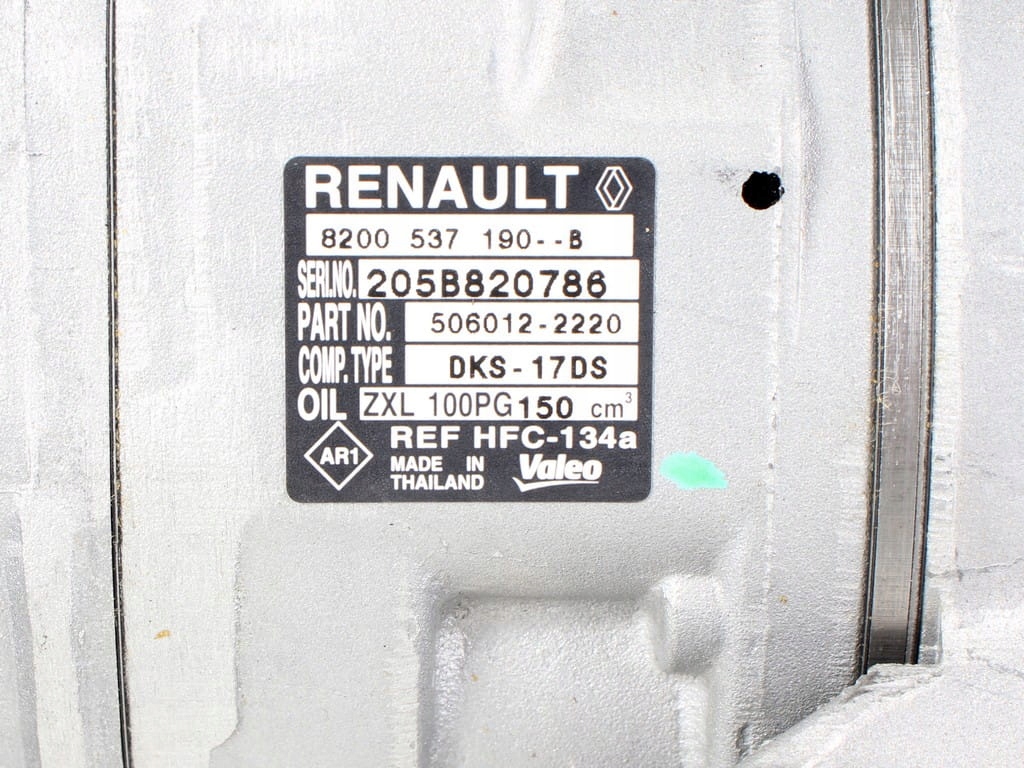 RENAULT
8200 537 190--B
SERI.NO. 205B820786
PART NO. 506012-2220
COMP. TYPE DKS-17DS
OIL ZXL 100PG 150 cm³
REF HFC-134a
AR1
MADE IN
THAILAND
Valeo